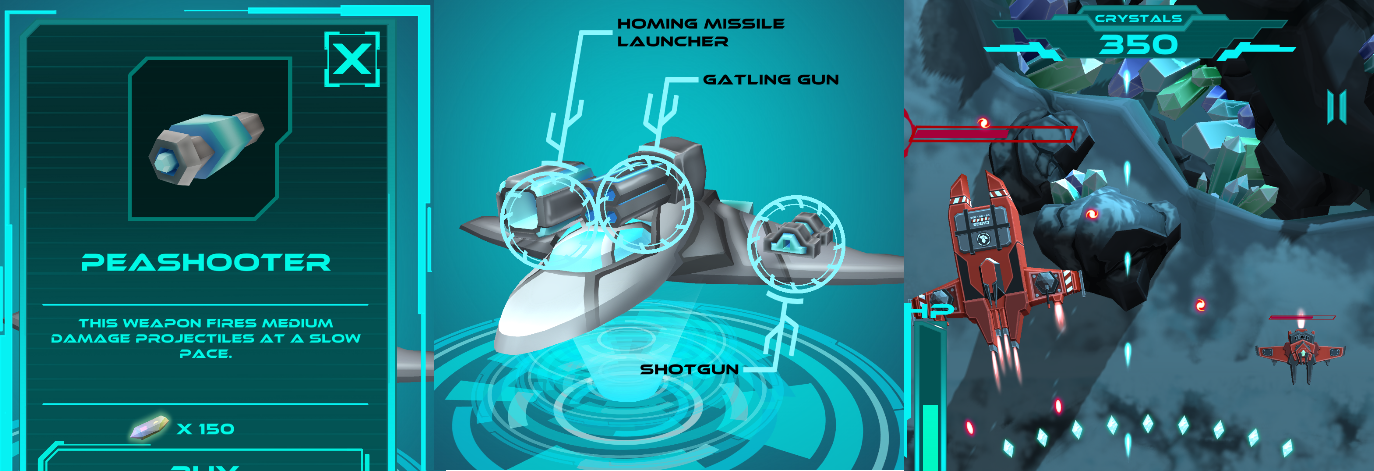 X
PEASHOOTER
THIS WEAPON FIRES MEDIUM
DAMAGE PROJECTILES AT A SLOW
PACE.
X 150
BUY
HOMING MISSILE
LAUNCHER
GATLING GUN
SHOTGUN
CRYSTALS
350
HP